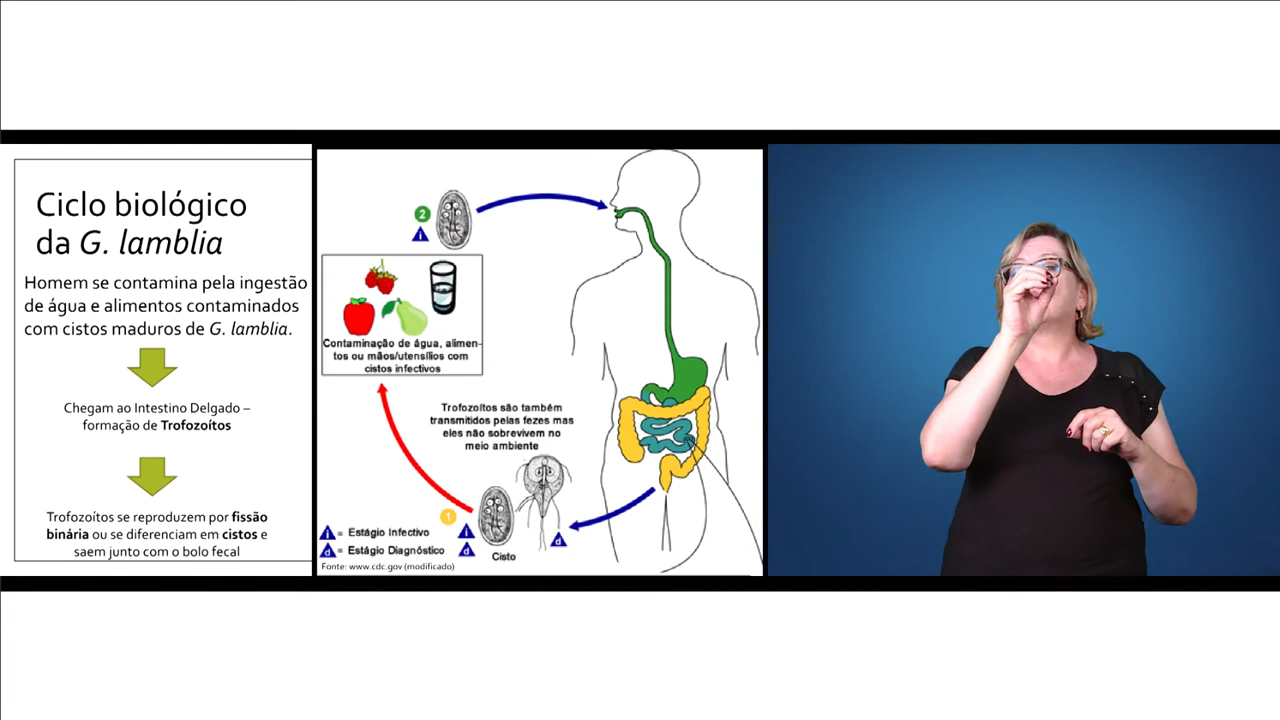 Ciclo biológico
da G. lamblia
Homem se contamina pela ingestão
de água e alimentos contaminados
com cistos maduros de G. lamblia.
Chegam ao Intestino Delgado –
formação de Trofozoítos
Trofozoítos se reproduzem por fissão
binária ou se diferenciam em cistos e
saem junto com o bolo fecal
2
i
Contaminação de água, alimen-
tos ou mãos/utensílios com
cistos infectivos
Trofozoítos são também
transmitidos pelas fezes mas
eles não sobrevivem no
meio ambiente
1
i
d
d
Cisto
i = Estágio Infectivo
d = Estágio Diagnóstico
Fonte: www.cdc.gov (modificado)